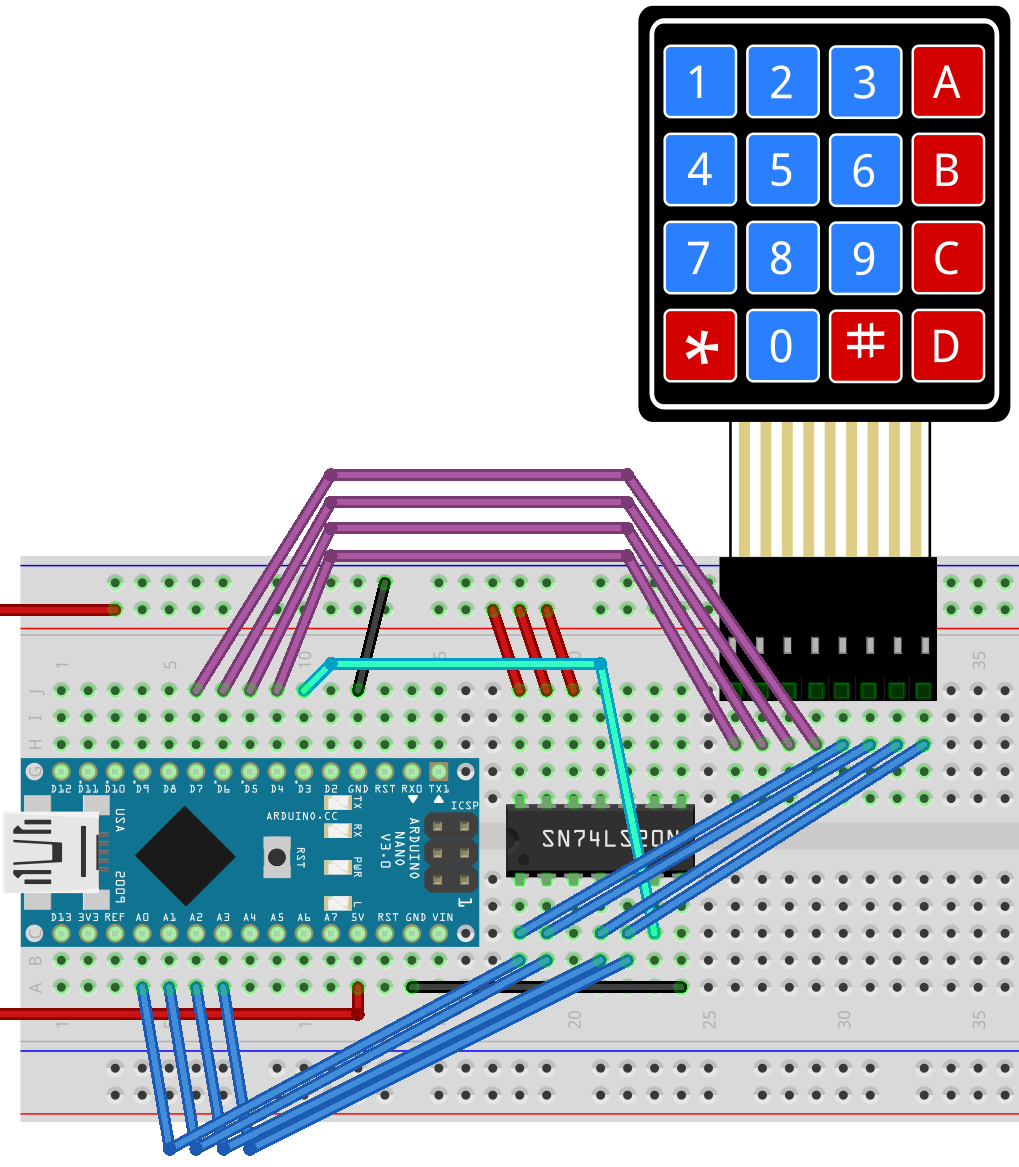 1 2 3 A
4 5 6 B
7 8 9 C
* 0 # D
1 5 10 35
J
I
H
G
D12 D11 D10 D9 D8 D7 D6 D5 D4 D3 D2 GND RST RX0 TX1
USA
ARDUINO.CC
TX
RX
PWR
L
RST
ARDUINO
NANO
V3.0
ICSP
1
2009
SN74LS20N
D13 3V3 REF A0 A1 A2 A3 A4 A5 A6 A7 5V RST GND VIN
C
B
A
1 20 25 30 35